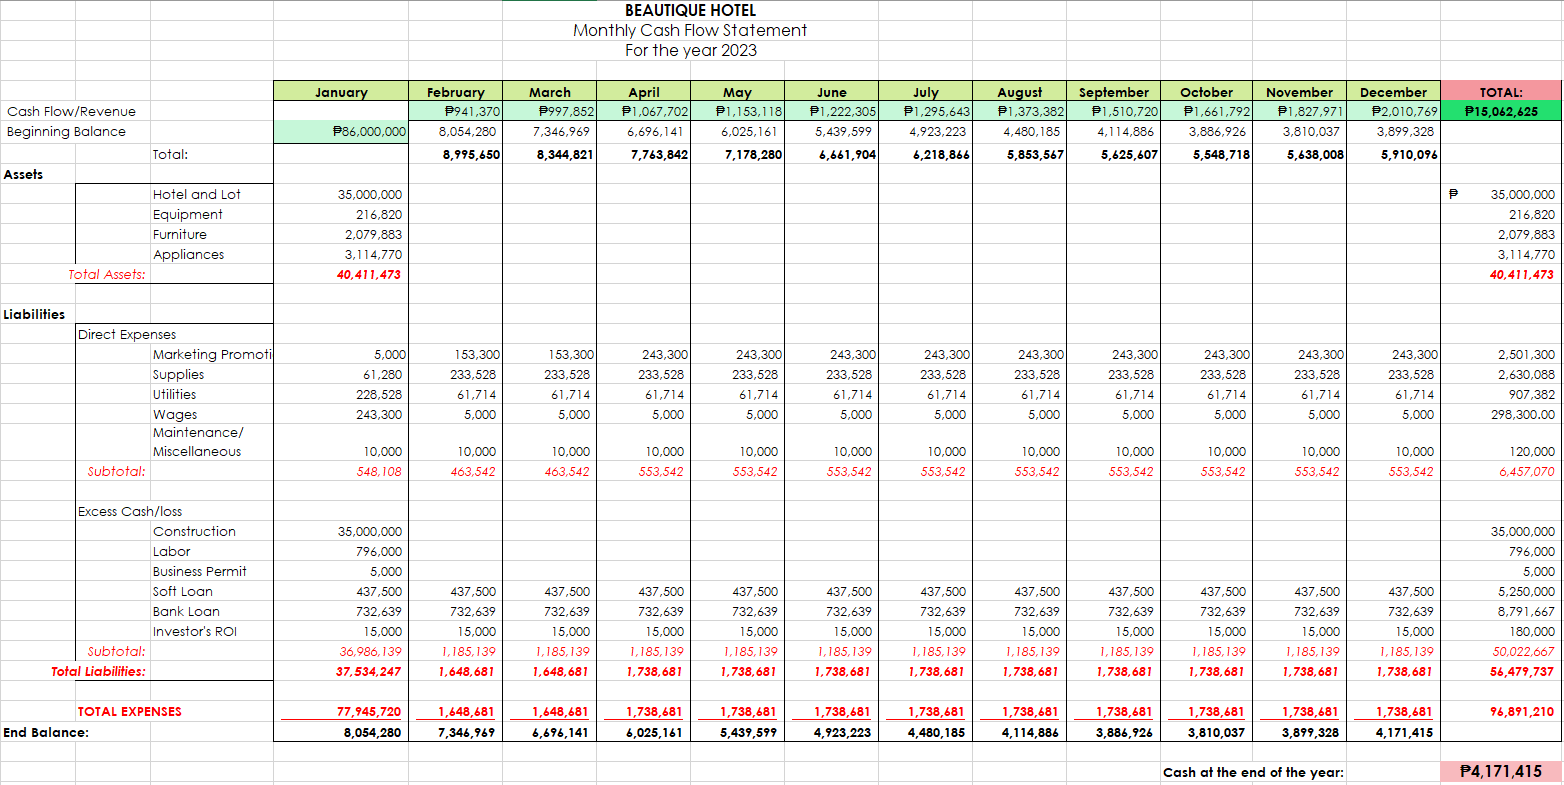 BEAUTIQUE HOTEL
Monthly Cash Flow Statement
For the year 2023
January February March April May June July August September October November December TOTAL:
Cash Flow/Revenue ₱941,370 ₱997,852 ₱1,067,702 ₱1,153,118 ₱1,222,305 ₱1,295,643 ₱1,373,382 ₱1,510,720 ₱1,661,792 ₱1,827,971 ₱2,010,769 ₱15,062,625
Beginning Balance ₱86,000,000 8,054,280 7,346,969 6,696,141 6,025,161 5,439,599 4,923,223 4,480,185 4,114,886 3,886,926 3,810,037 3,899,328
Total: 8,995,650 8,344,821 7,763,842 7,178,280 6,661,904 6,218,866 5,853,567 5,625,607 5,548,718 5,638,008 5,910,096
Assets
Hotel and Lot 35,000,000 ₱ 35,000,000
Equipment 216,820 216,820
Furniture 2,079,883 2,079,883
Appliances 3,114,770 3,114,770
Total Assets: 40,411,473 40,411,473
Liabilities
Direct Expenses
Marketing Promoti 5,000 153,300 153,300 243,300 243,300 243,300 243,300 243,300 243,300 243,300 243,300 243,300 2,501,300
Supplies 61,280 233,528 233,528 233,528 233,528 233,528 233,528 233,528 233,528 233,528 233,528 233,528 2,630,088
Utilities 228,528 61,714 61,714 61,714 61,714 61,714 61,714 61,714 61,714 61,714 61,714 61,714 907,382
Wages 243,300 5,000 5,000 5,000 5,000 5,000 5,000 5,000 5,000 5,000 5,000 5,000 298,300.00
Maintenance/
Miscellaneous 10,000 10,000 10,000 10,000 10,000 10,000 10,000 10,000 10,000 10,000 10,000 10,000 120,000
Subtotal: 548,108 463,542 463,542 553,542 553,542 553,542 553,542 553,542 553,542 553,542 553,542 553,542 6,457,070
Excess Cash/loss
Construction 35,000,000 35,000,000
Labor 796,000 796,000
Business Permit 5,000 5,000
Soft Loan 437,500 437,500 437,500 437,500 437,500 437,500 437,500 437,500 437,500 437,500 437,500 437,500 5,250,000
Bank Loan 732,639 732,639 732,639 732,639 732,639 732,639 732,639 732,639 732,639 732,639 732,639 732,639 8,791,667
Investor's ROI 15,000 15,000 15,000 15,000 15,000 15,000 15,000 15,000 15,000 15,000 15,000 15,000 180,000
Subtotal: 36,986,139 1,185,139 1,185,139 1,185,139 1,185,139 1,185,139 1,185,139 1,185,139 1,185,139 1,185,139 1,185,139 1,185,139 50,022,667
Total Liabilities: 37,534,247 1,648,681 1,648,681 1,738,681 1,738,681 1,738,681 1,738,681 1,738,681 1,738,681 1,738,681 1,738,681 1,738,681 56,479,737
TOTAL EXPENSES 77,945,720 1,648,681 1,648,681 1,738,681 1,738,681 1,738,681 1,738,681 1,738,681 1,738,681 1,738,681 1,738,681 1,738,681 96,891,210
End Balance: 8,054,280 7,346,969 6,696,141 6,025,161 5,439,599 4,923,223 4,480,185 4,114,886 3,886,926 3,810,037 3,899,328 4,171,415
Cash at the end of the year: ₱4,171,415